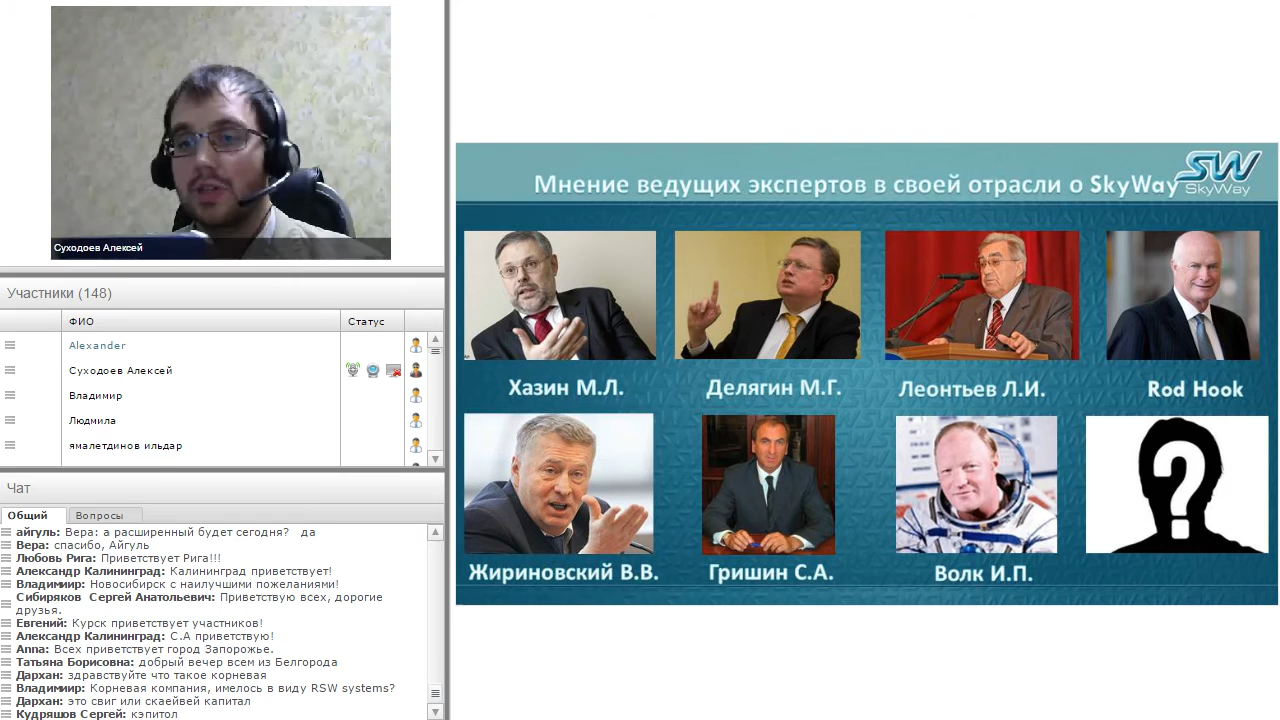 Суходоев Алексей
Участники (148)
ФИО
Статус
Alexander
Суходоев Алексей
Владимир
Людмила
ямалетдинов ильдар
Чат
Общий
Вопросы
айгуль: Вера: а расширенный будет сегодня? да
Вера: спасибо, Айгуль
Любовь Рига: Приветствует Рига!!!
Александр Калининград: Калининград приветствует!
Владимиир: Новосибирск с наилучшими пожеланиями!
Сибиряков Сергей Анатольевич: Приветствую всех, дорогие
друзья.
Евгений: Курск приветствует участников!
Александр Калининград: С.А приветствую!
Anna: Всех приветствует город Запорожье.
Татьяна Борисовна: добрый вечер всем из Белгорода
Дархан: здравствуйте что такое корневая
Владимиир: Корневая компания, имелось в виду RSW systems?
Дархан: это свиг или скаейвей капитал
Кудряшов Сергей: кэпитол
Мнение ведущих экспертов в своей отрасли о SkyWay
SW
SkyWay
Хазин М.Л.
Делягин М.Г.
Леонтьев Л.И.
Rod Hook
Жириновский В.В.
Гришин С.А.
Волк И.П.
?